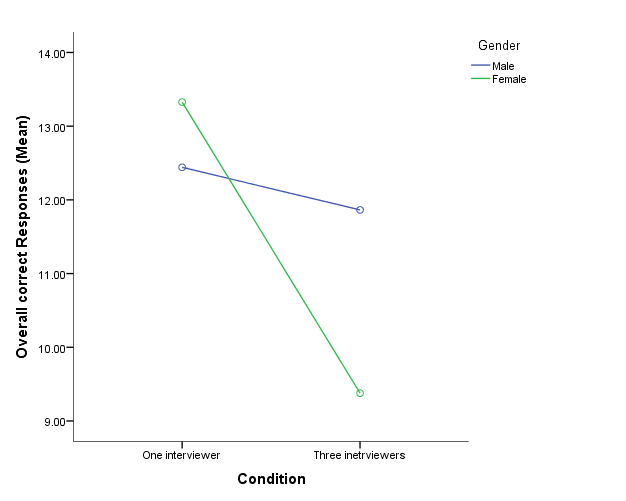 Gender
Male
Female
Overall correct Responses (Mean)
14.00
13.00
12.00
11.00
10.00
9.00
One interviewer
Three inetrviewers
Condition